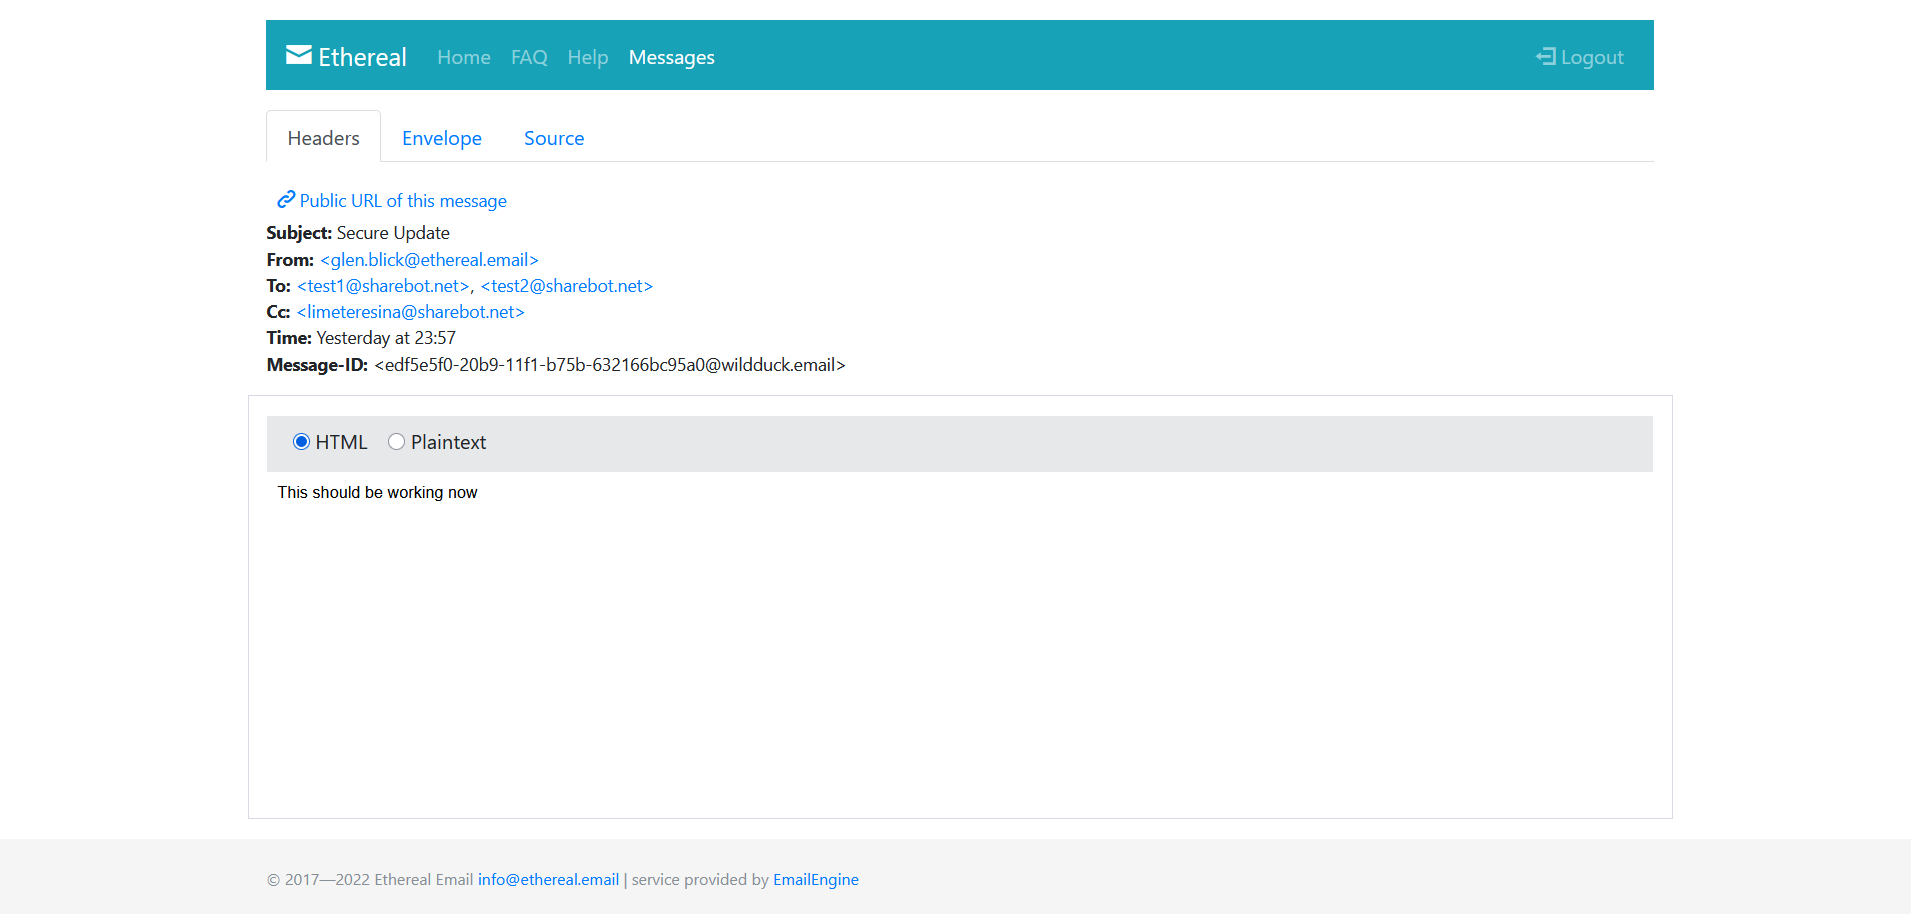 Ethereal Home FAQ Help Messages Logout
Headers Envelope Source
Public URL of this message
Subject: Secure Update
From: <glen.blick@ethereal.email>
To: <test1@sharebot.net>, <test2@sharebot.net>
Cc: <limeteresina@sharebot.net>
Time: Yesterday at 23:57
Message-ID: <edf5e5f0-20b9-11f1-b75b-632166bc95a0@wildduck.email>
HTML Plaintext
This should be working now
© 2017—2022 Ethereal Email info@ethereal.email | service provided by EmailEngine